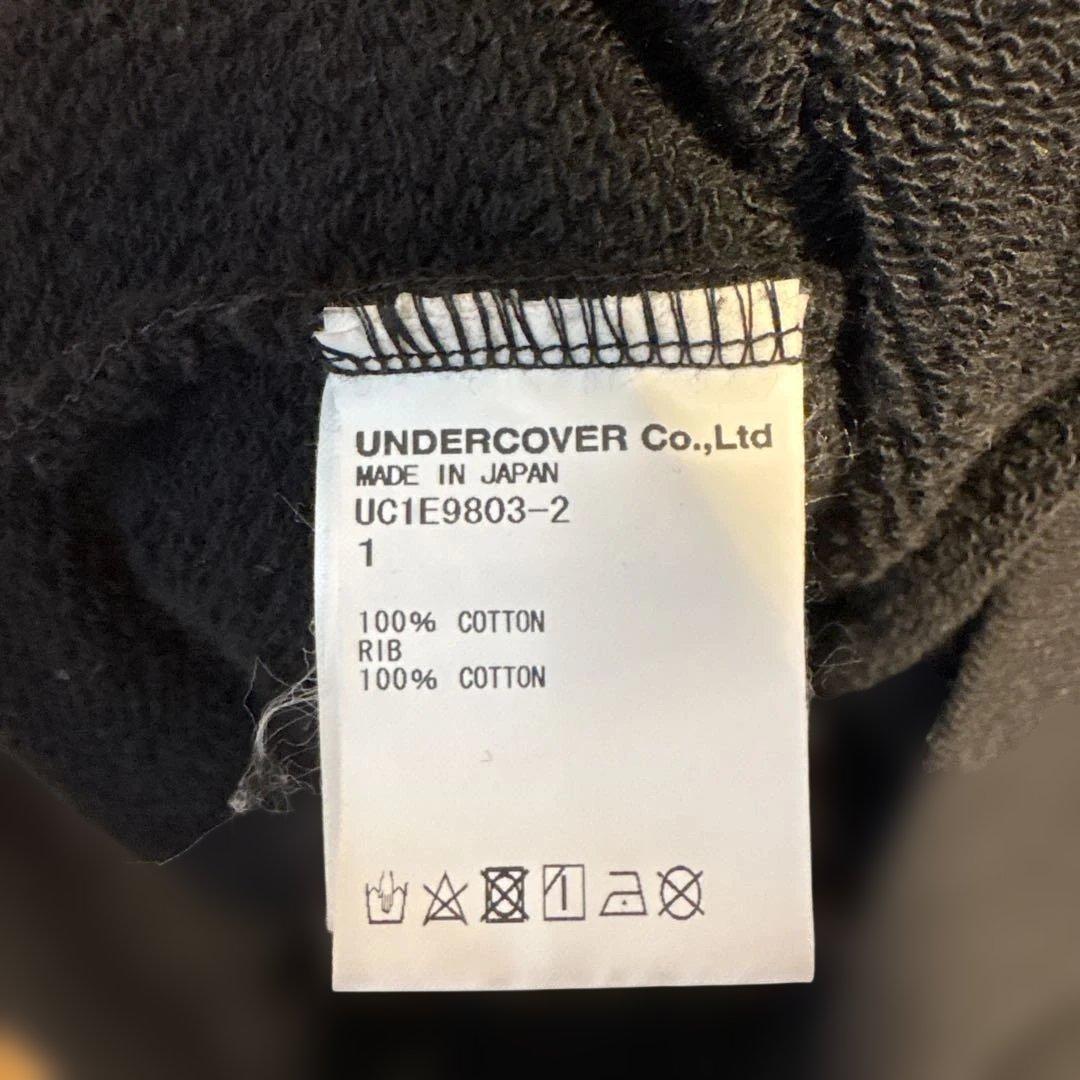 UNDERCOVER Co.,Ltd
MADE IN JAPAN
UC1E9803-2
1
100% COTTON
RIB
100% COTTON